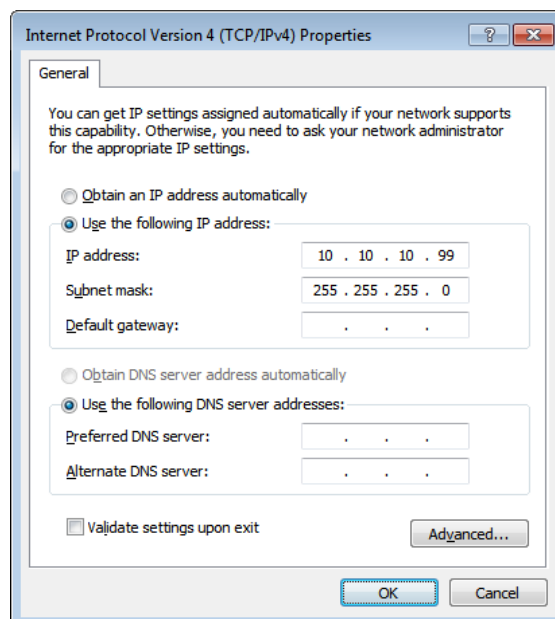 Internet Protocol Version 4 (TCP/IPv4) Properties
General
You can get IP settings assigned automatically if your network supports
this capability. Otherwise, you need to ask your network administrator
for the appropriate IP settings.
Obtain an IP address automatically
Use the following IP address:
IP address: 10 . 10 . 10 . 99
Subnet mask: 255 . 255 . 255 . 0
Default gateway: . . .
Obtain DNS server address automatically
Use the following DNS server addresses:
Preferred DNS server: . . .
Alternate DNS server: . . .
Validate settings upon exit
Advanced...
OK Cancel